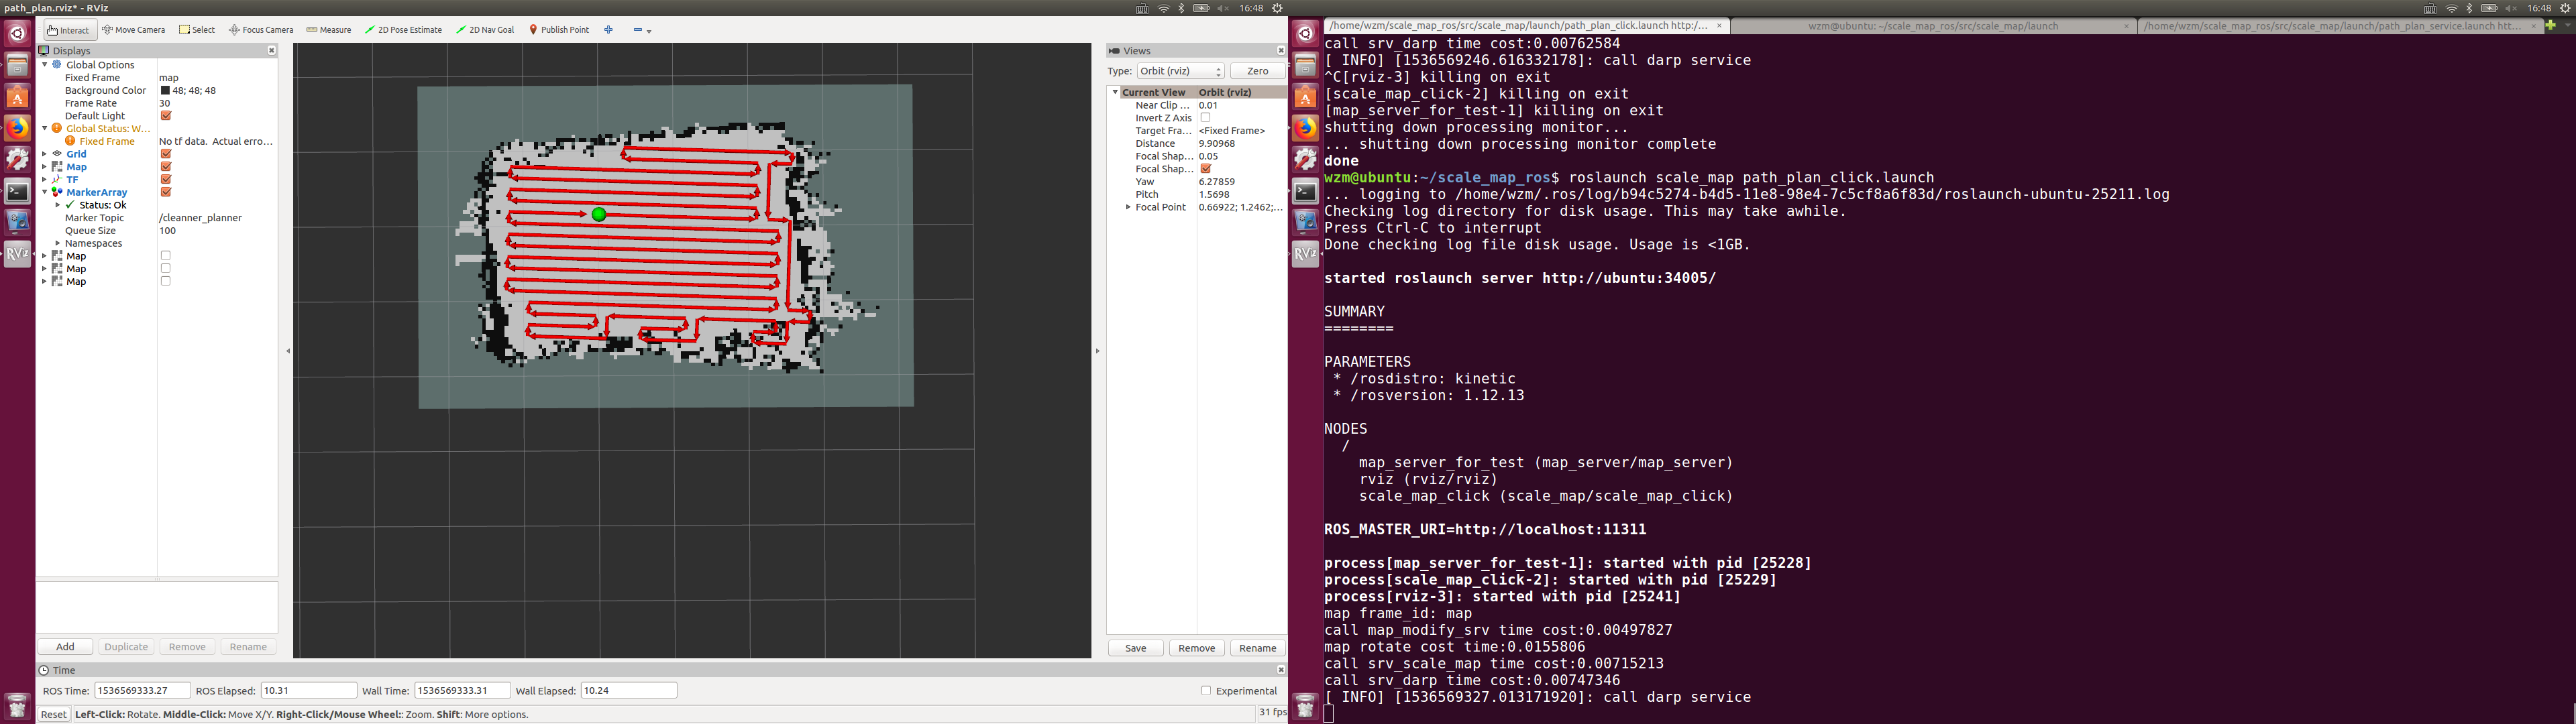 path_plan.rviz* - RViz
16:48
Interact Move Camera Select Focus Camera Measure 2D Pose Estimate 2D Nav Goal Publish Point
Displays
Global Options
Fixed Frame map
Background Color 48; 48; 48
Frame Rate 30
Default Light
Global Status: W...
Fixed Frame No tf data. Actual erro...
Grid
Map
TF
MarkerArray
Status: Ok
Marker Topic /cleanner_planner
Queue Size 100
Namespaces
Map
Map
Map
Add Duplicate Remove Rename
Views
Type: Orbit (rviz) Zero
Current View Orbit (rviz)
Near Clip ... 0.01
Invert Z Axis
Target Fra... <Fixed Frame>
Distance 9.90968
Focal Shap... 0.05
Focal Shap...
Yaw 6.27859
Pitch 1.5698
Focal Point 0.66922; 1.2462;...
Save Remove Rename
Time
ROS Time: 1536569333.27 ROS Elapsed: 10.31 Wall Time: 1536569333.31 Wall Elapsed: 10.24 Experimental
Reset Left-Click: Rotate. Middle-Click: Move X/Y. Right-Click/Mouse Wheel:: Zoom. Shift: More options. 31 fps
16:48
/home/wzm/scale_map_ros/src/scale_map/launch/path_plan_click.launch http:/... × wzm@ubuntu: ~/scale_map_ros/src/scale_map/launch × /home/wzm/scale_map_ros/src/scale_map/launch/path_plan_service.launch htt... ×
call srv_darp time cost:0.00762584
[ INFO] [1536569246.616332178]: call darp service
^C[rviz-3] killing on exit
[scale_map_click-2] killing on exit
[map_server_for_test-1] killing on exit
shutting down processing monitor...
... shutting down processing monitor complete
done
wzm@ubuntu:~/scale_map_ros$ roslaunch scale_map path_plan_click.launch
... logging to /home/wzm/.ros/log/b94c5274-b4d5-11e8-98e4-7c5cf8a6f83d/roslaunch-ubuntu-25211.log
Checking log directory for disk usage. This may take awhile.
Press Ctrl-C to interrupt
Done checking log file disk usage. Usage is <1GB.
started roslaunch server http://ubuntu:34005/
SUMMARY
========
PARAMETERS
* /rosdistro: kinetic
* /rosversion: 1.12.13
NODES
/
map_server_for_test (map_server/map_server)
rviz (rviz/rviz)
scale_map_click (scale_map/scale_map_click)
ROS_MASTER_URI=http://localhost:11311
process[map_server_for_test-1]: started with pid [25228]
process[scale_map_click-2]: started with pid [25229]
process[rviz-3]: started with pid [25241]
map frame_id: map
call map_modify_srv time cost:0.00497827
map rotate cost time:0.0155806
call srv_scale_map time cost:0.00715213
call srv_darp time cost:0.00747346
[ INFO] [1536569327.013171920]: call darp service